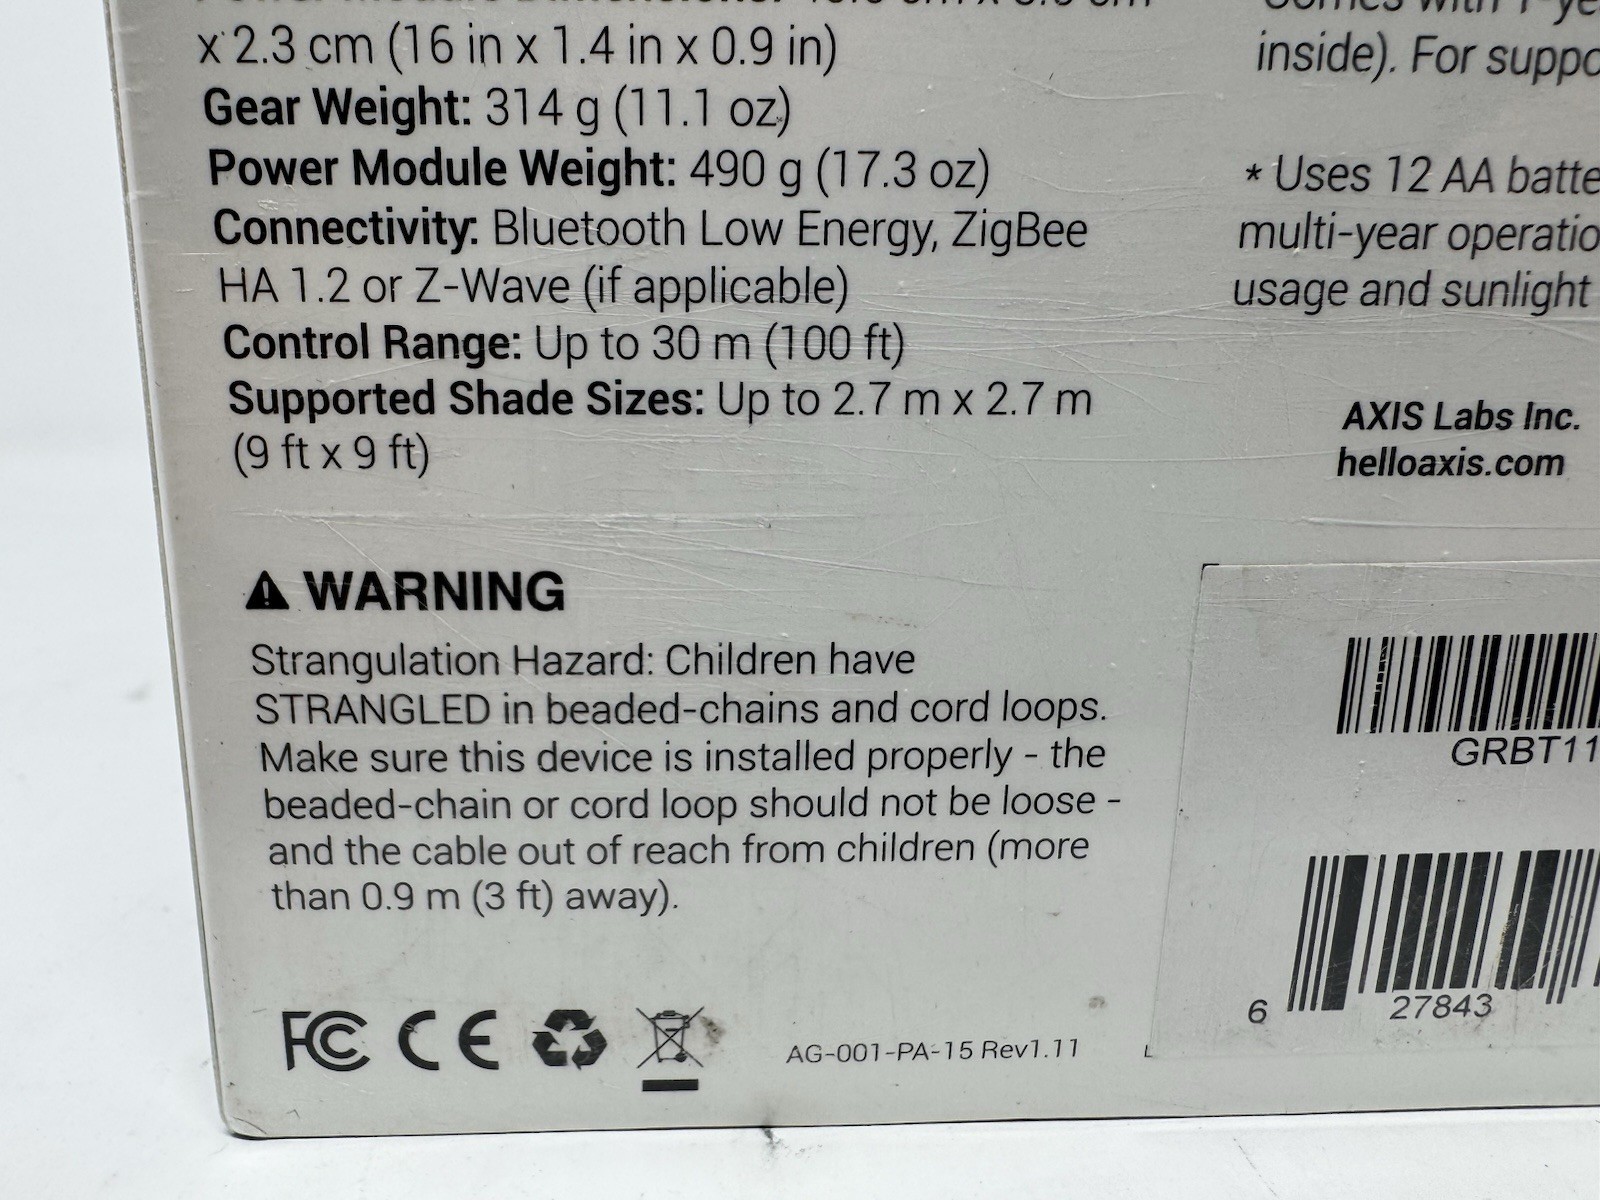 x 2.3 cm (16 in x 1.4 in x 0.9 in)
Gear Weight: 314 g (11.1 oz)
Power Module Weight: 490 g (17.3 oz)
Connectivity: Bluetooth Low Energy, ZigBee
HA 1.2 or Z-Wave (if applicable)
Control Range: Up to 30 m (100 ft)
Supported Shade Sizes: Up to 2.7 m x 2.7 m
(9 ft x 9 ft)
WARNING
Strangulation Hazard: Children have
STRANGLED in beaded-chains and cord loops.
Make sure this device is installed properly - the
beaded-chain or cord loop should not be loose -
and the cable out of reach from children (more
than 0.9 m (3 ft) away).
FC CE
AG-001-PA-15 Rev1.11
inside). For suppo
* Uses 12 AA batte
multi-year operatio
usage and sunlight
AXIS Labs Inc.
helloaxis.com
GRBT11
6 27843